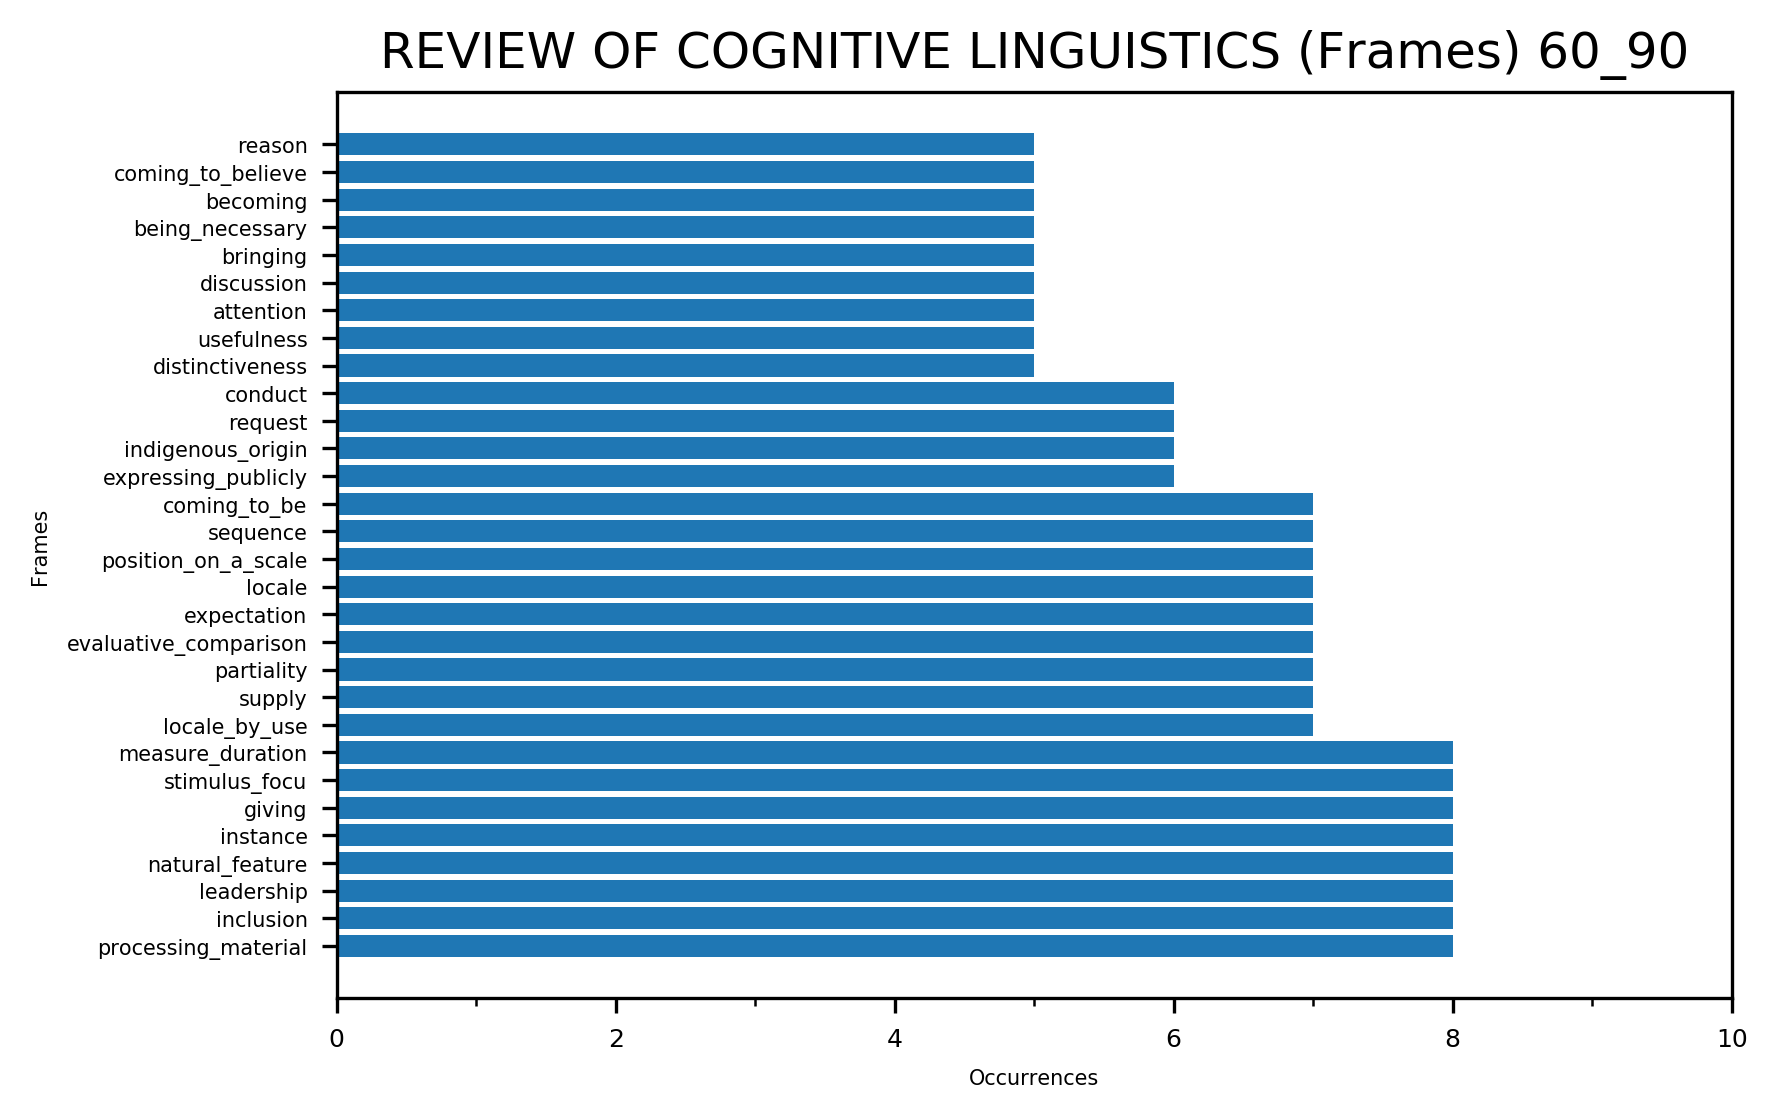 REVIEW OF COGNITIVE LINGUISTICS (Frames) 60_90
reason
coming_to_believe
becoming
being_necessary
bringing
discussion
attention
usefulness
distinctiveness
conduct
request
indigenous_origin
expressing_publicly
coming_to_be
sequence
position_on_a_scale
locale
expectation
evaluative_comparison
partiality
supply
locale_by_use
measure_duration
stimulus_focu
giving
instance
natural_feature
leadership
inclusion
processing_material
Frames
0 2 4 6 8 10
Occurrences